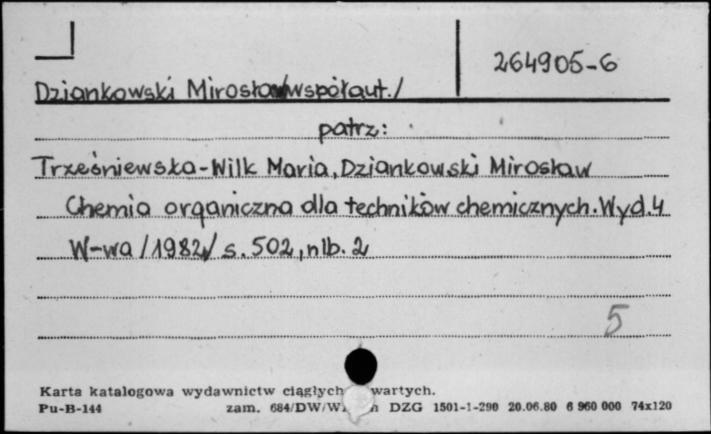 264905-6
Dziankowski Mirosław/współaut./
patrz:
Trześniewska-Wilk Maria, Dziankowski Mirosław
Chemia organiczna dla techników chemicznych. Wyd.4
W-wa /1982/ s. 502, nlb. 2
5
Karta katalogowa wydawnictw ciągłych wartych.
Pu-B-144 zam. 684/DW/W DZG 1501-1-290 20.06.80 6 960 000 74x120